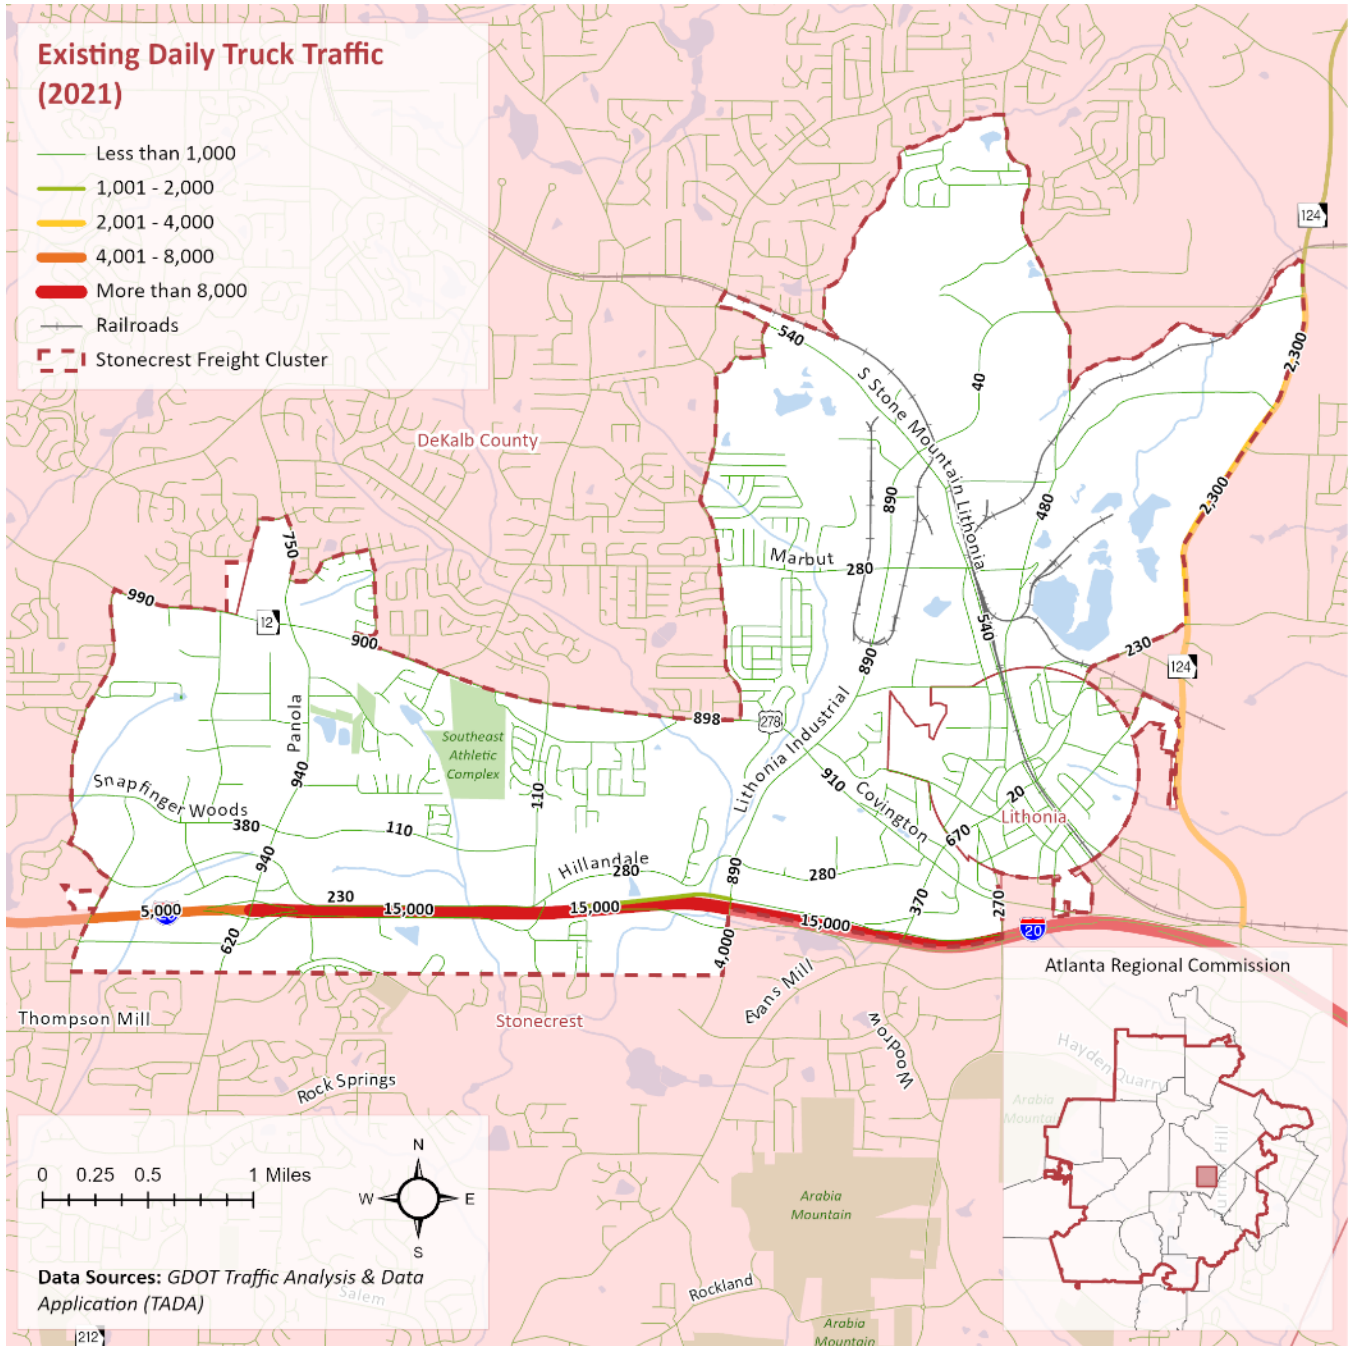 Existing Daily Truck Traffic
(2021)
Less than 1,000
1,001 - 2,000
2,001 - 4,000
4,001 - 8,000
More than 8,000
Railroads
Stonecrest Freight Cluster
124
540
2,300
S Stone Mountain Lithonia
40
DeKalb County
890
480
2,300
750
Marbut
280
990
12
900
540
890
230
124
898
278
Panola
Southeast
Athletic
Complex
Lithonia Industrial
940
110
910
Covington
20
Lithonia
Snapfinger Woods
380
110
670
940
Hillandale
280
890
280
230
370
270
5,000
15,000
15,000
15,000
20
620
4,000
Evans Mill
Thompson Mill
Stonecrest
Woodrow
Rock Springs
Atlanta Regional Commission
Hayden Quarry
Arabia
Mountain
Hill
0 0.25 0.5 1 Miles
N
W E
S
Arabia
Mountain
Data Sources: GDOT Traffic Analysis & Data
Application (TADA)
Salem
Rockland
Arabia
Mountain
212